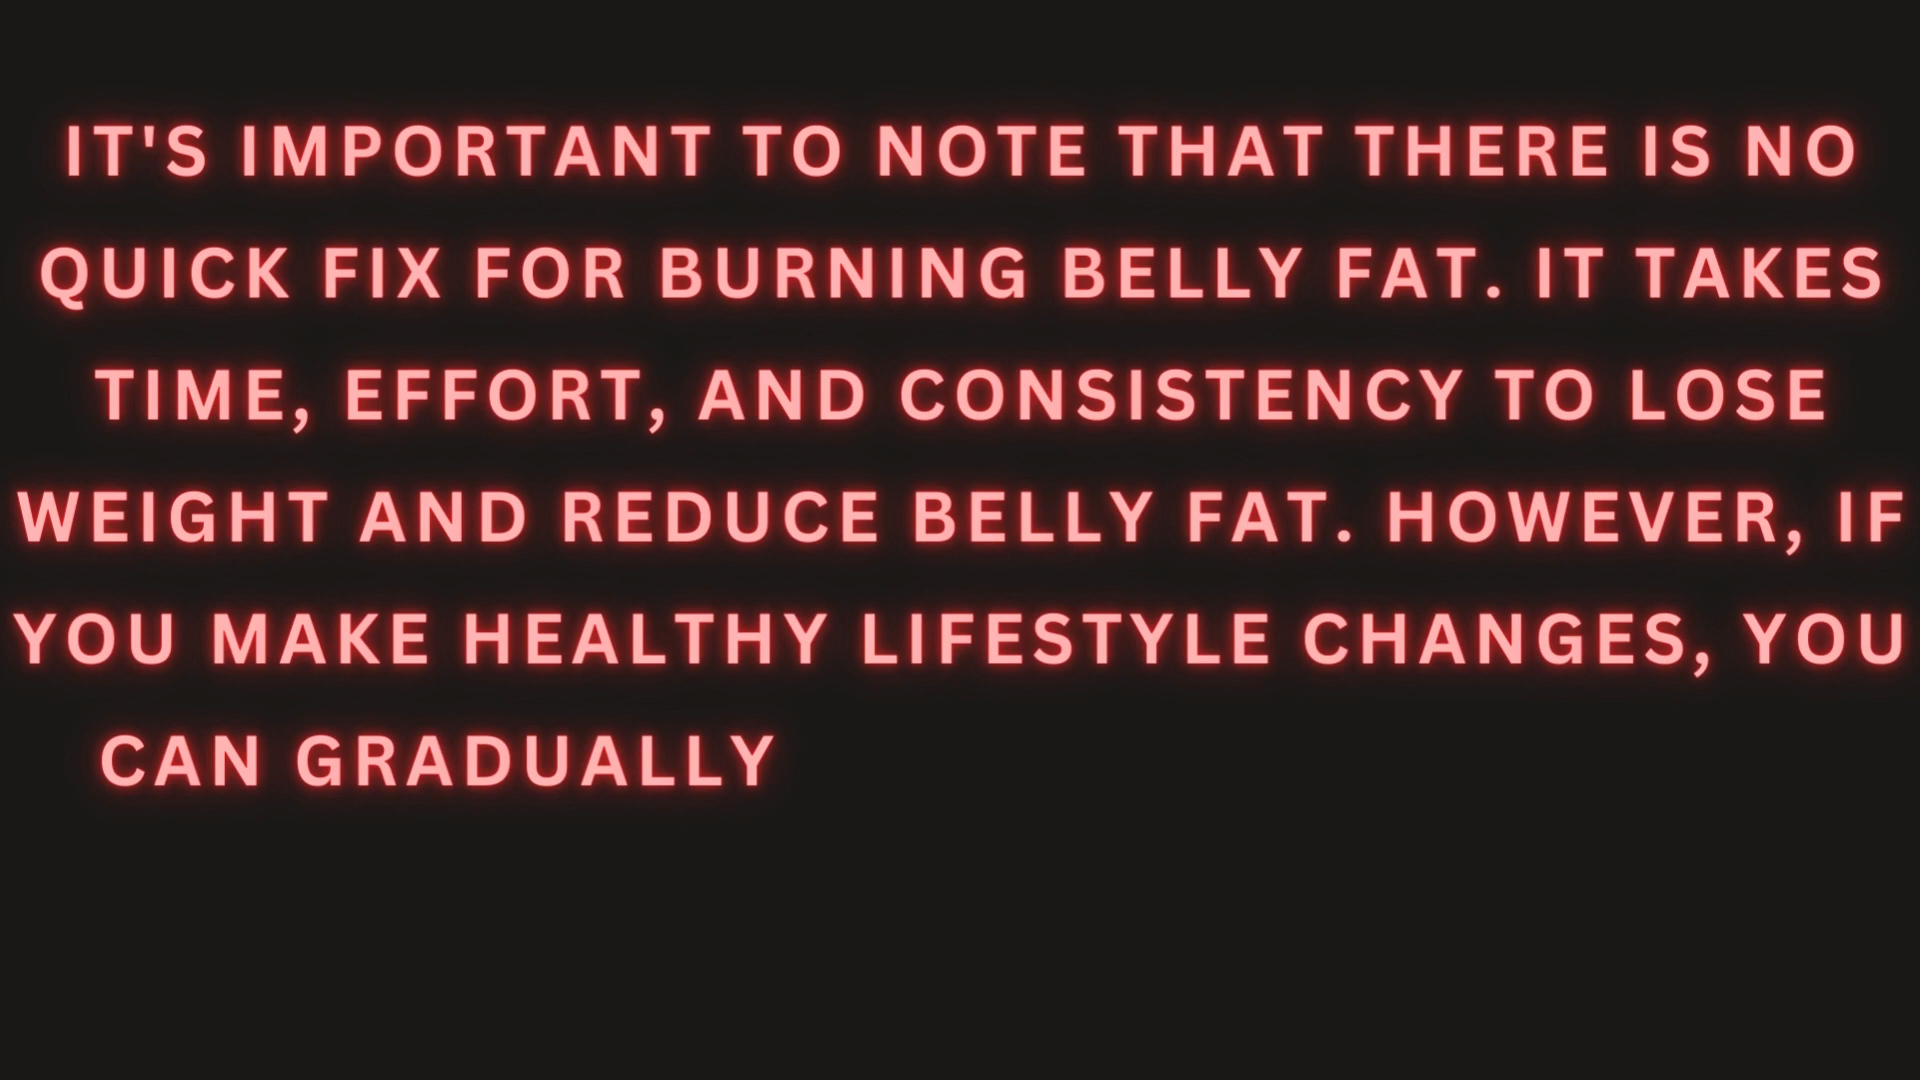 IT'S IMPORTANT TO NOTE THAT THERE IS NO
QUICK FIX FOR BURNING BELLY FAT. IT TAKES
TIME, EFFORT, AND CONSISTENCY TO LOSE
WEIGHT AND REDUCE BELLY FAT. HOWEVER, IF
YOU MAKE HEALTHY LIFESTYLE CHANGES, YOU
CAN GRADUALLY